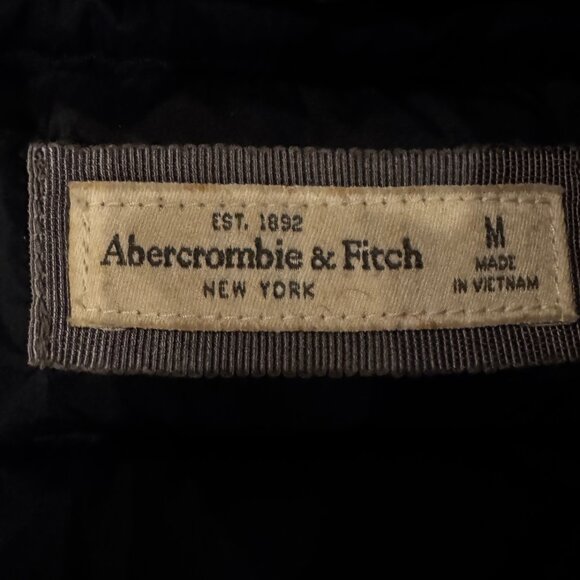 EST. 1892
Abercrombie & Fitch
NEW YORK
M
MADE
IN VIETNAM